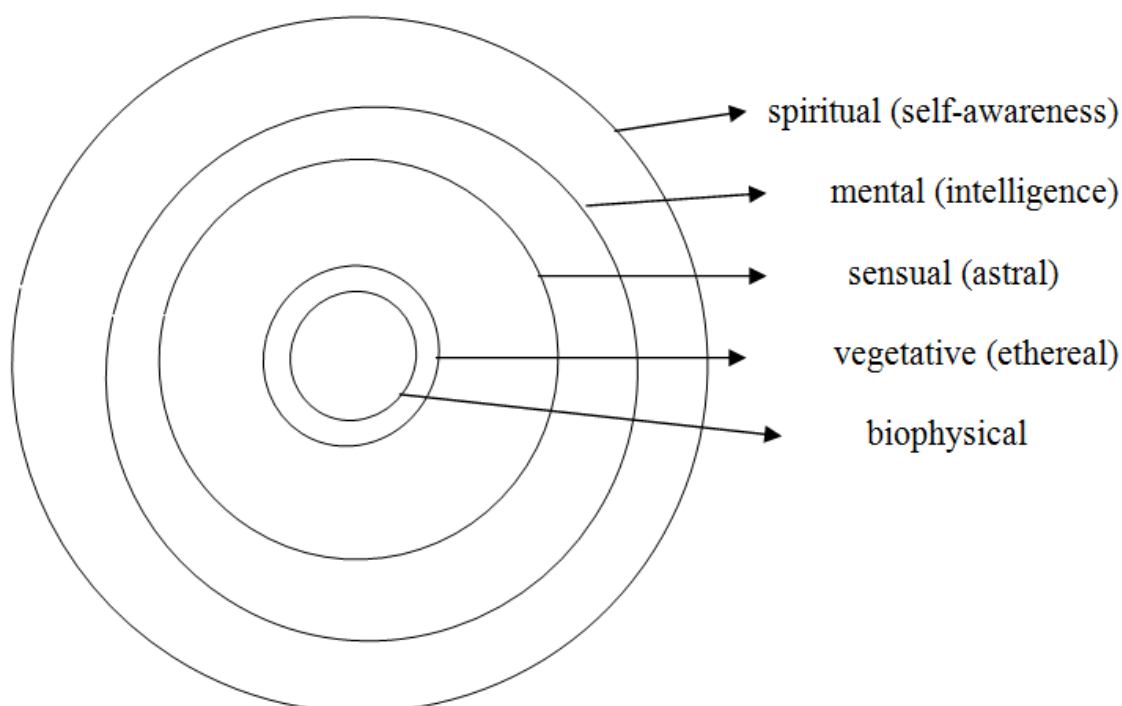 spiritual (self-awareness)
mental (intelligence)
sensual (astral)
vegetative (ethereal)
biophysical